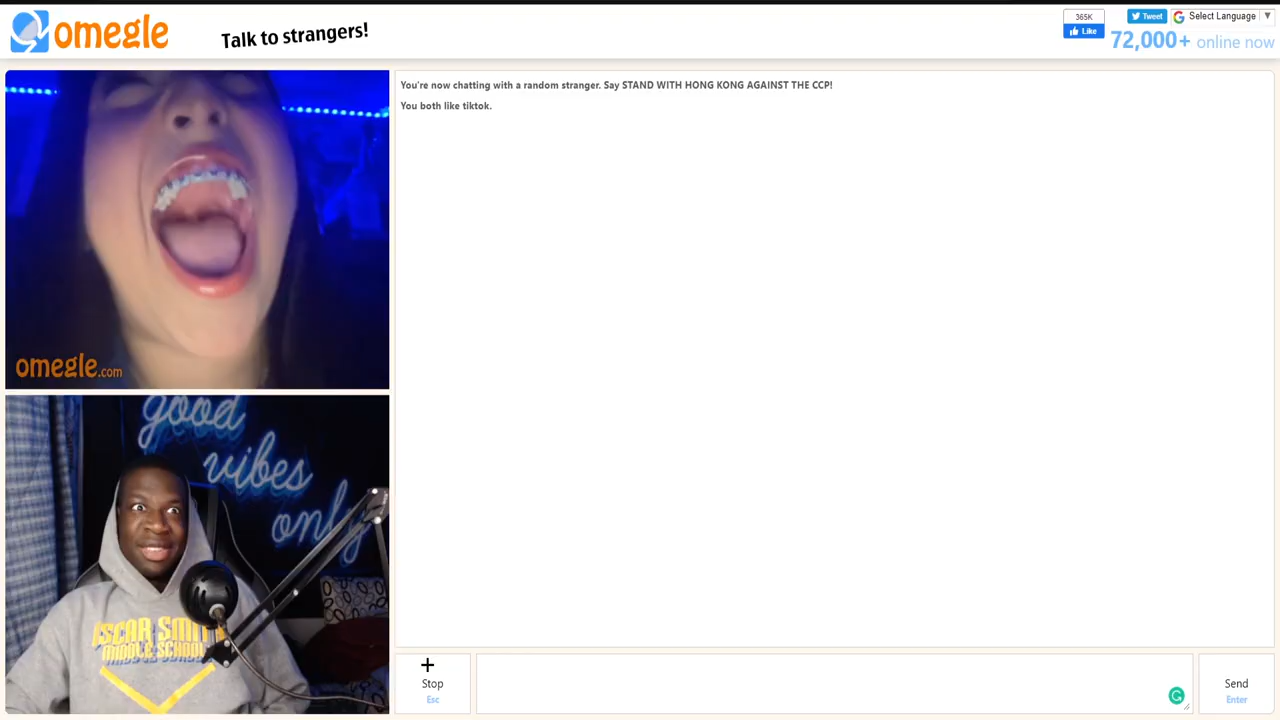 omegle
Talk to strangers!
365K
Like
Tweet
Select Language
72,000+ online now
You're now chatting with a random stranger. Say STAND WITH HONG KONG AGAINST THE CCP!
You both like tiktok.
omegle.com
good
vibes
only
OSCAR SMITH
MIDDLE SCHOOL
Stop
Esc
Send
Enter